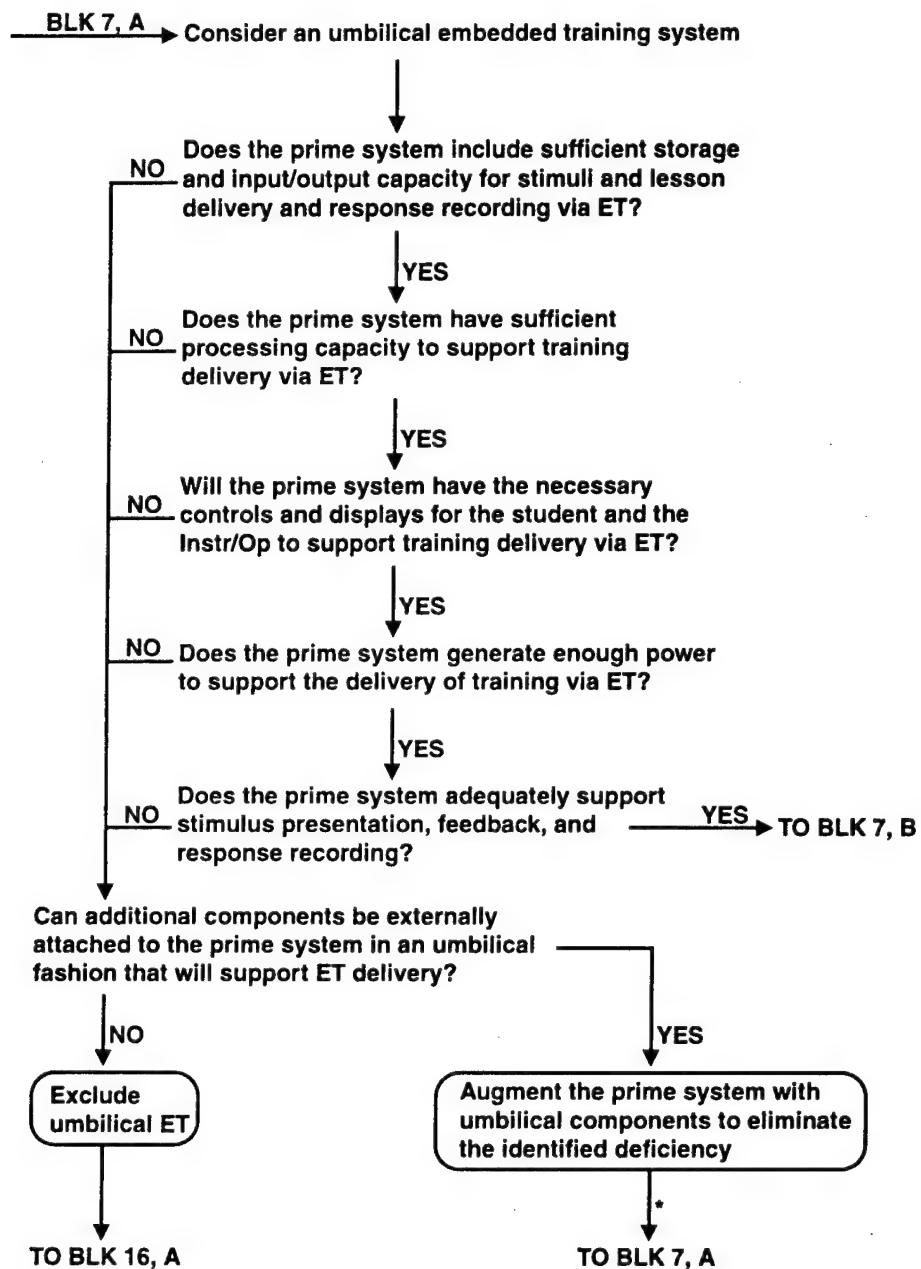 BLK 7, A
Consider an umbilical embedded training system
Does the prime system include sufficient storage
NO
and input/output capacity for stimuli and lesson
delivery and response recording via ET?
YES
Does the prime system have sufficient
NO
processing capacity to support training
delivery via ET?
YES
Will the prime system have the necessary
NO
controls and displays for the student and the
Instr/Op to support training delivery via ET?
YES
NO
Does the prime system generate enough power
to support the delivery of training via ET?
YES
Does the prime system adequately support
NO
stimulus presentation, feedback, and
response recording?
YES
TO BLK 7, B
Can additional components be externally
attached to the prime system in an umbilical
fashion that will support ET delivery?
NO
YES
Exclude
umbilical ET
Augment the prime system with
umbilical components to eliminate
the identified deficiency
*
TO BLK 16, A
TO BLK 7, A